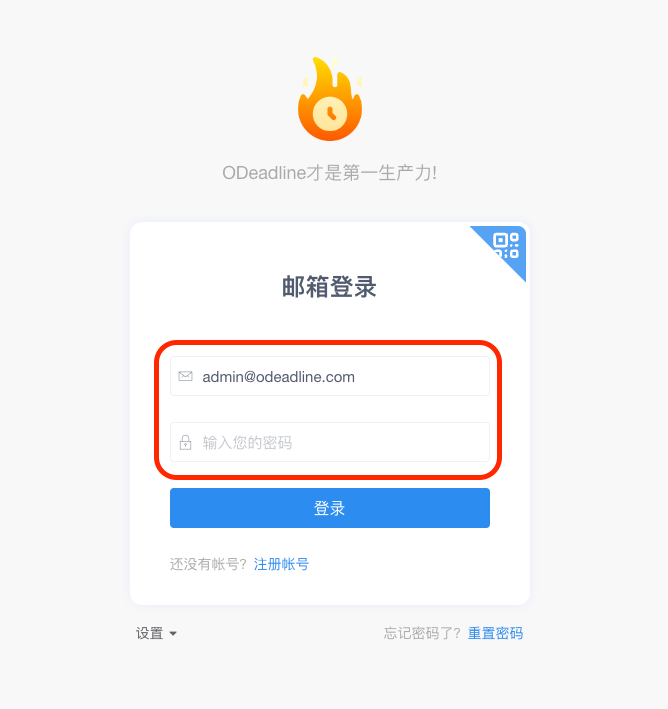 ODeadline才是第一生产力!
邮箱登录
admin@odeadline.com
输入您的密码
登录
还没有帐号? 注册帐号
设置
忘记密码了? 重置密码